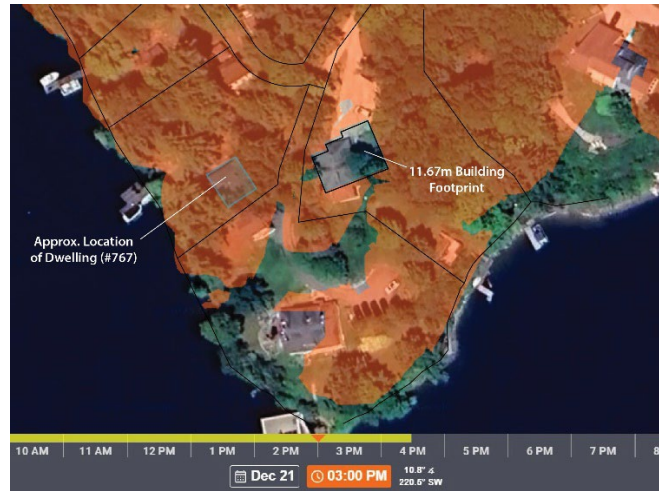 11.67m Building
Footprint
Approx. Location
of Dwelling (#767)
10 AM 11 AM 12 PM 1 PM 2 PM 3 PM 4 PM 5 PM 6 PM 7 PM 8
Dec 21 03:00 PM 10.8° 220.6° SW